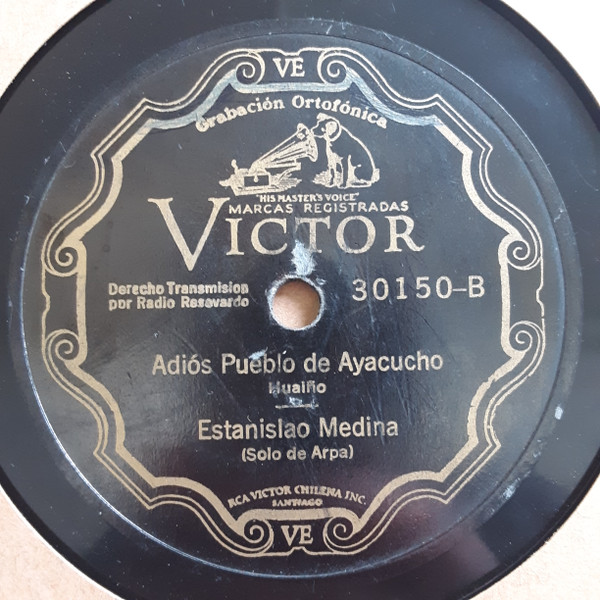 VE
Grabación Ortofónica
"HIS MASTER'S VOICE"
MARCAS REGISTRADAS
VICTOR
Derecho Transmision
por Radio Resevardo
30150-B
Adiós Pueblo de Ayacucho
Huaiño
Estanislao Medina
(Solo de Arpa)
RCA VICTOR CHILENA INC.
SANTIAGO
VE